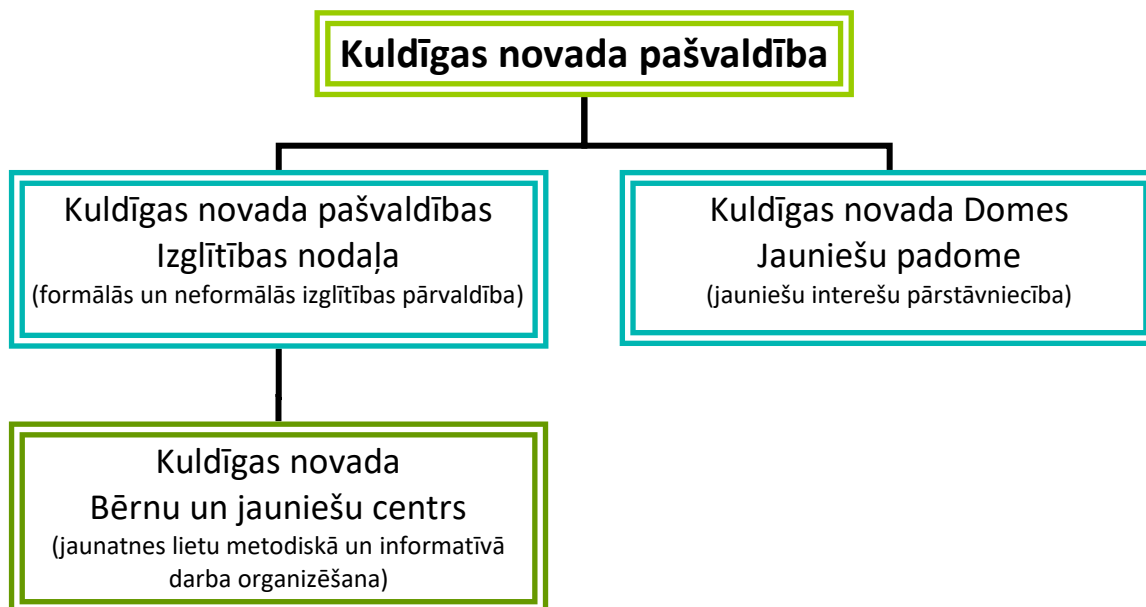 Kuldīgas novada pašvaldība
Kuldīgas novada pašvaldības
Izglītības nodaļa
(formālās un neformālās izglītības pārvaldība)
Kuldīgas novada Domes
Jauniešu padome
(jauniešu interešu pārstāvniecība)
Kuldīgas novada
Bērnu un jauniešu centrs
(jaunatnes lietu metodiskā un informatīvā
darba organizēšana)